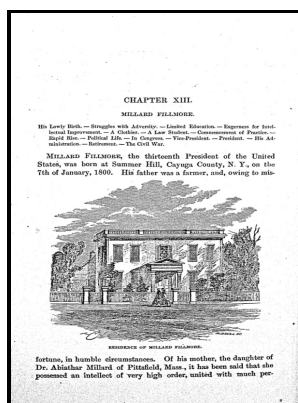 CHAPTER XIII.
MILLARD FILLMORE.
His Lowly Birth. — Struggles with Adversity. — Limited Education. — Eagerness for Intel-
lectual Improvement. — A Clothier. — A Law Student. — Commencement of Practice. —
Rapid Rise. — Political Life. — In Congress. — Vice-President. — President. — His Ad-
ministration. — Retirement. — The Civil War.
MILLARD FILLMORE, the thirteenth President of the United
States, was born at Summer Hill, Cayuga County, N. Y., on the
7th of January, 1800. His father was a farmer, and, owing to mis-
RESIDENCE OF MILLARD FILLMORE.
fortune, in humble circumstances. Of his mother, the daughter of
Dr. Abiathar Millard of Pittsfield, Mass., it has been said that she
possessed an intellect of very high order, united with much per-